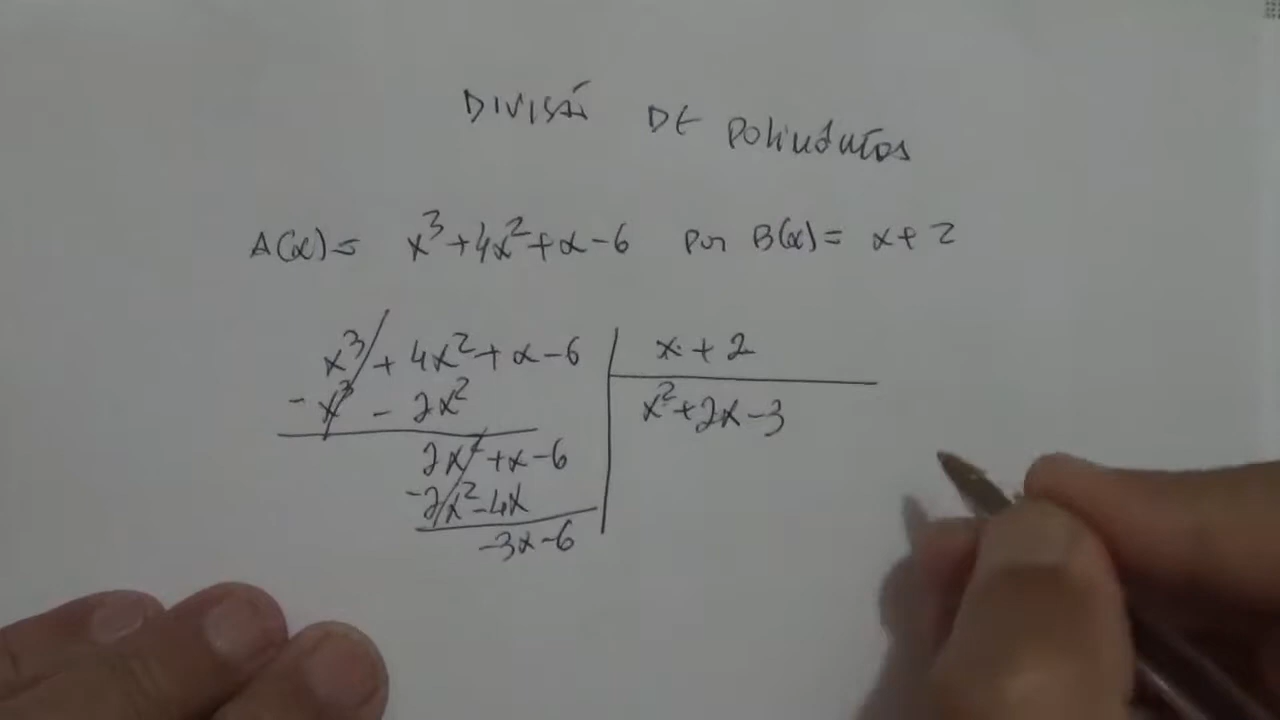 DIVISÃ DE POLINÔMIOS
A(x)= x³+4x²+x-6 por B(x)= x+2
x³+4x²+x-6 | x+2
-x³-2x² x²+2x-3
2x²+x-6
-2x²-4x
-3x-6